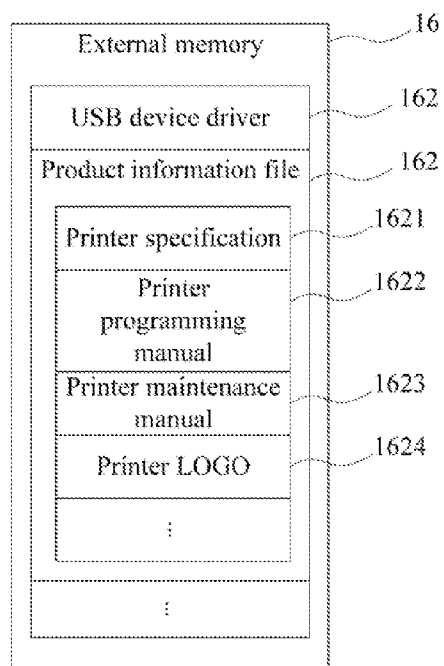 External memory
16
USB device driver
162
Product information file
162
Printer specification
1621
Printer
programming
manual
1622
Printer maintenance
manual
1623
Printer LOGO
1624
⋮
⋮